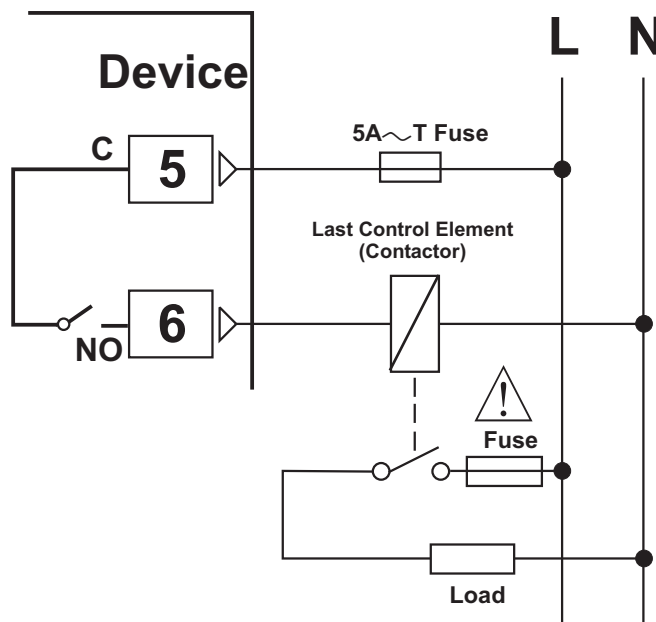 L N
Device
5A~T Fuse
C
5
Last Control Element
(Contactor)
6
NO
!
Fuse
Load